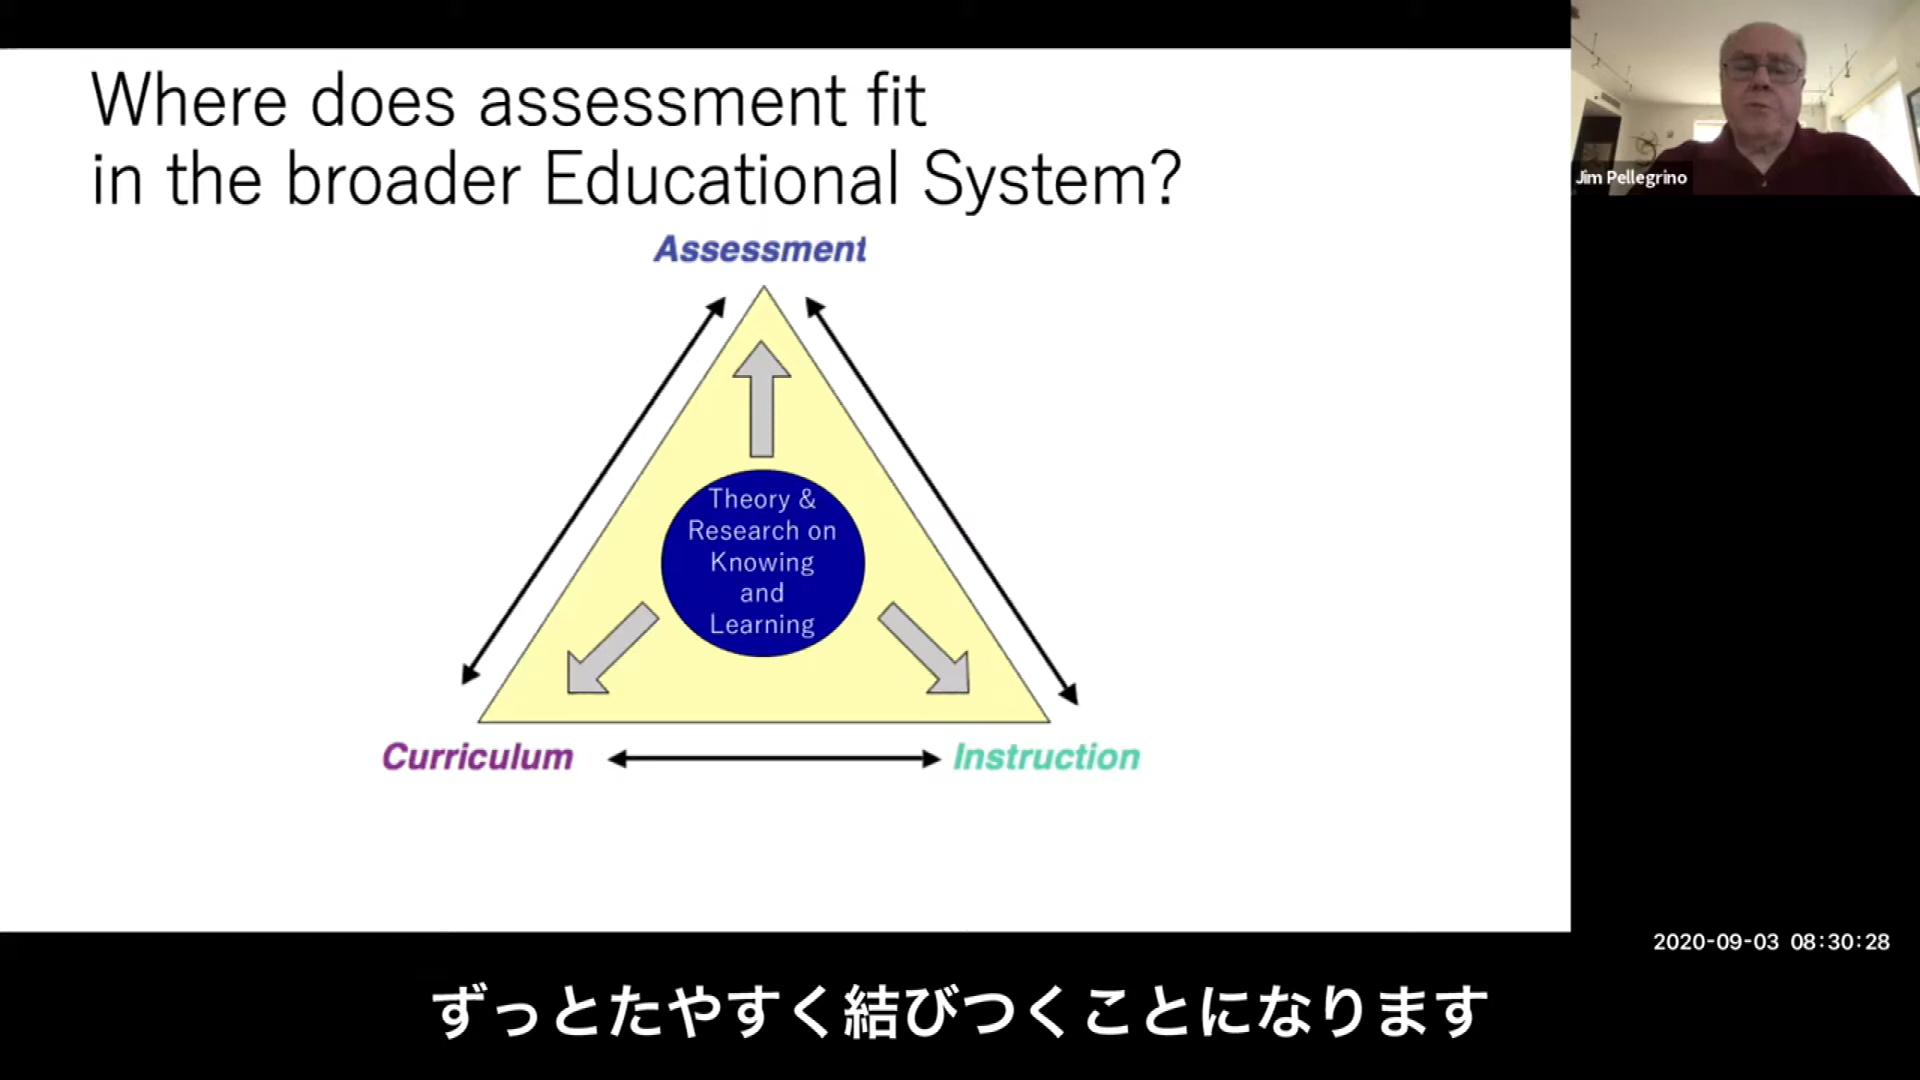 Where does assessment fit
in the broader Educational System?
Assessment
Theory &
Research on
Knowing
and
Learning
Curriculum
Instruction
Jim Pellegrino
2020-09-03 08:30:28
ずっとたやすく結びつくことになります